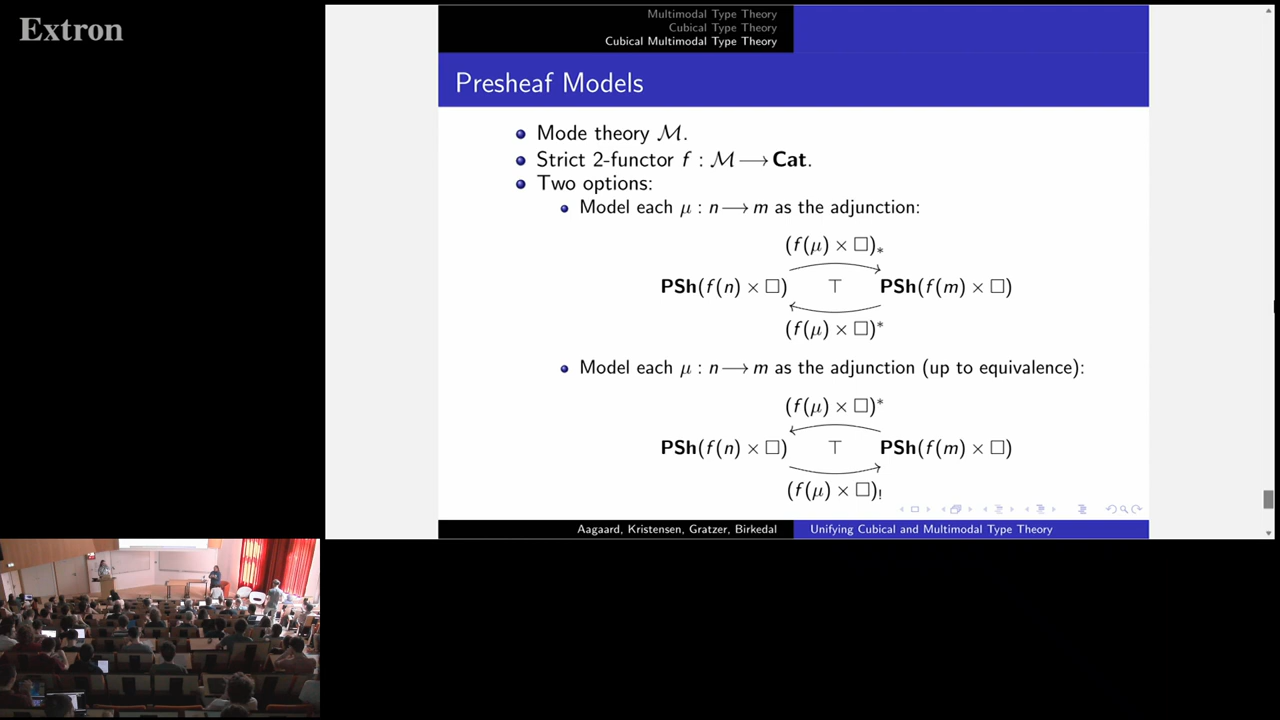 Extron
Multimodal Type Theory
Cubical Type Theory
Cubical Multimodal Type Theory
Presheaf Models
Mode theory ℳ.
Strict 2-functor f : ℳ ⟶ Cat.
Two options:
Model each μ : n ⟶ m as the adjunction:
(f(μ) × □)∗
PSh(f(n) × □) ⊤ PSh(f(m) × □)
(f(μ) × □)*
Model each μ : n ⟶ m as the adjunction (up to equivalence):
(f(μ) × □)*
PSh(f(n) × □) ⊤ PSh(f(m) × □)
(f(μ) × □)!
Aagaard, Kristensen, Gratzer, Birkedal Unifying Cubical and Multimodal Type Theory